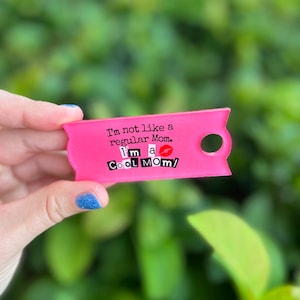 I'm not like a
regular Mom.
I'm a
CooL MOm!